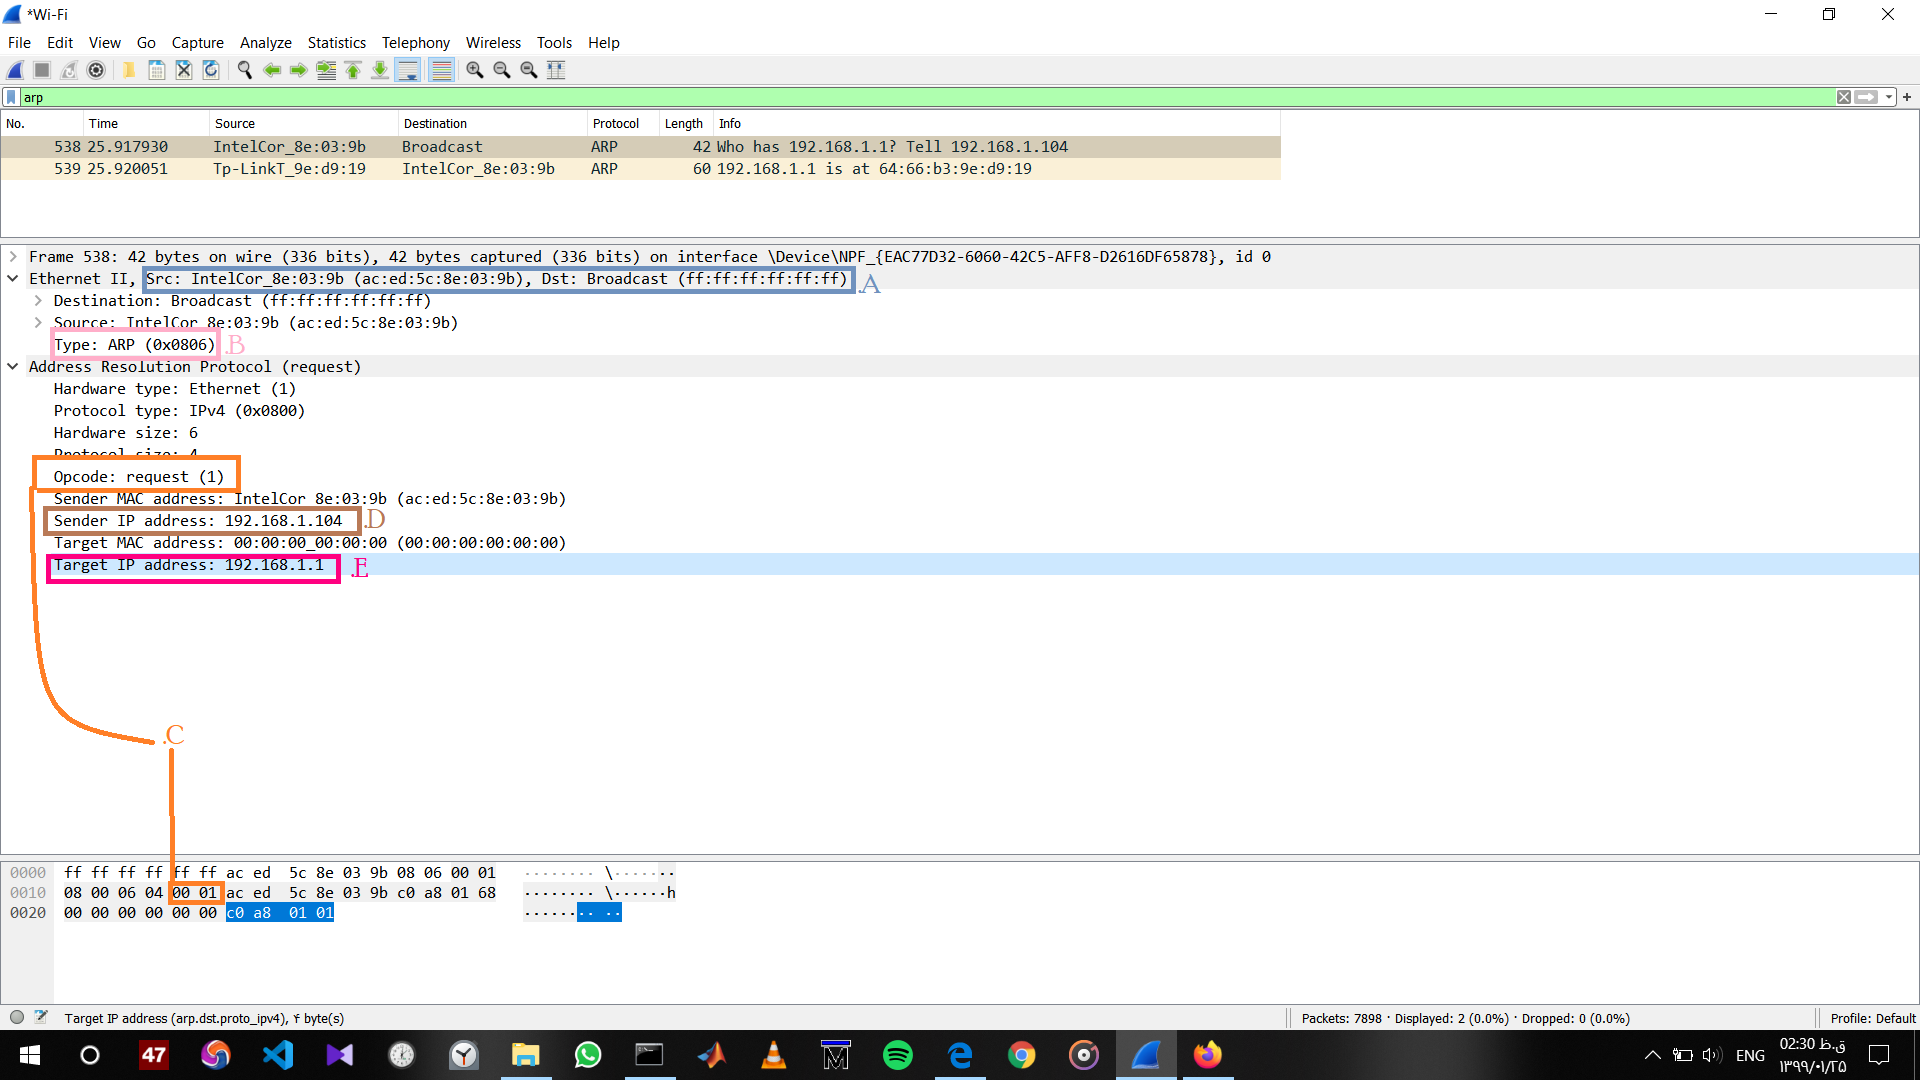 *Wi-Fi
File Edit View Go Capture Analyze Statistics Telephony Wireless Tools Help
arp
No. Time Source Destination Protocol Length Info
538 25.917930 IntelCor_8e:03:9b Broadcast ARP 42 Who has 192.168.1.1? Tell 192.168.1.104
539 25.920051 Tp-LinkT_9e:d9:19 IntelCor_8e:03:9b ARP 60 192.168.1.1 is at 64:66:b3:9e:d9:19
Frame 538: 42 bytes on wire (336 bits), 42 bytes captured (336 bits) on interface \Device\NPF_{EAC77D32-6060-42C5-AFF8-D2616DF65878}, id 0
Ethernet II, Src: IntelCor_8e:03:9b (ac:ed:5c:8e:03:9b), Dst: Broadcast (ff:ff:ff:ff:ff:ff) .A
Destination: Broadcast (ff:ff:ff:ff:ff:ff)
Source: IntelCor_8e:03:9b (ac:ed:5c:8e:03:9b)
Type: ARP (0x0806) .B
Address Resolution Protocol (request)
Hardware type: Ethernet (1)
Protocol type: IPv4 (0x0800)
Hardware size: 6
Protocol size: 4
Opcode: request (1)
Sender MAC address: IntelCor_8e:03:9b (ac:ed:5c:8e:03:9b)
Sender IP address: 192.168.1.104 .D
Target MAC address: 00:00:00_00:00:00 (00:00:00:00:00:00)
Target IP address: 192.168.1.1 .E
.C
0000 ff ff ff ff ff ff ac ed 5c 8e 03 9b 08 06 00 01 ········ \·······
0010 08 00 06 04 00 01 ac ed 5c 8e 03 9b c0 a8 01 68 ········ \······h
0020 00 00 00 00 00 00 c0 a8 01 01 ········ ··
Target IP address (arp.dst.proto_ipv4), ۴ byte(s)
Packets: 7898 · Displayed: 2 (0.0%) · Dropped: 0 (0.0%)
Profile: Default
47
ENG
02:30 ق.ظ
۱۳۹۹/۰۱/۲۵